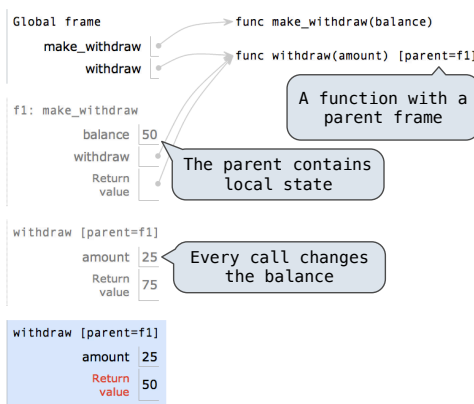 Global frame
func make_withdraw(balance)
make_withdraw
withdraw
func withdraw(amount) [parent=f1]
A function with a
parent frame
f1: make_withdraw
balance 50
withdraw
Return
value
The parent contains
local state
withdraw [parent=f1]
amount 25
Return
value 75
Every call changes
the balance
withdraw [parent=f1]
amount 25
Return
value 50